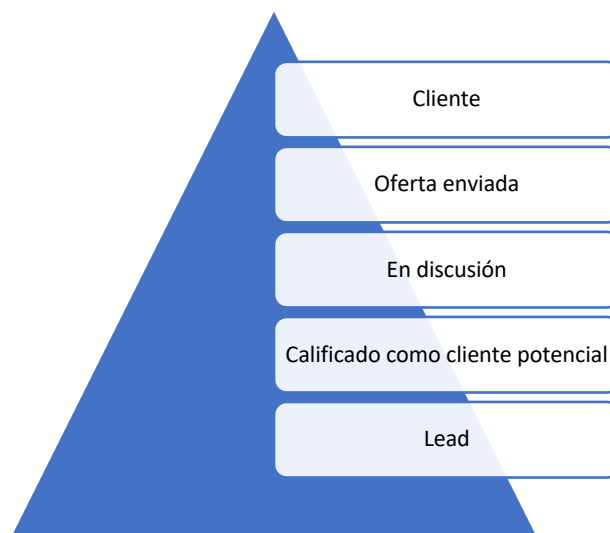 Cliente
Oferta enviada
En discusión
Calificado como cliente potencial
Lead